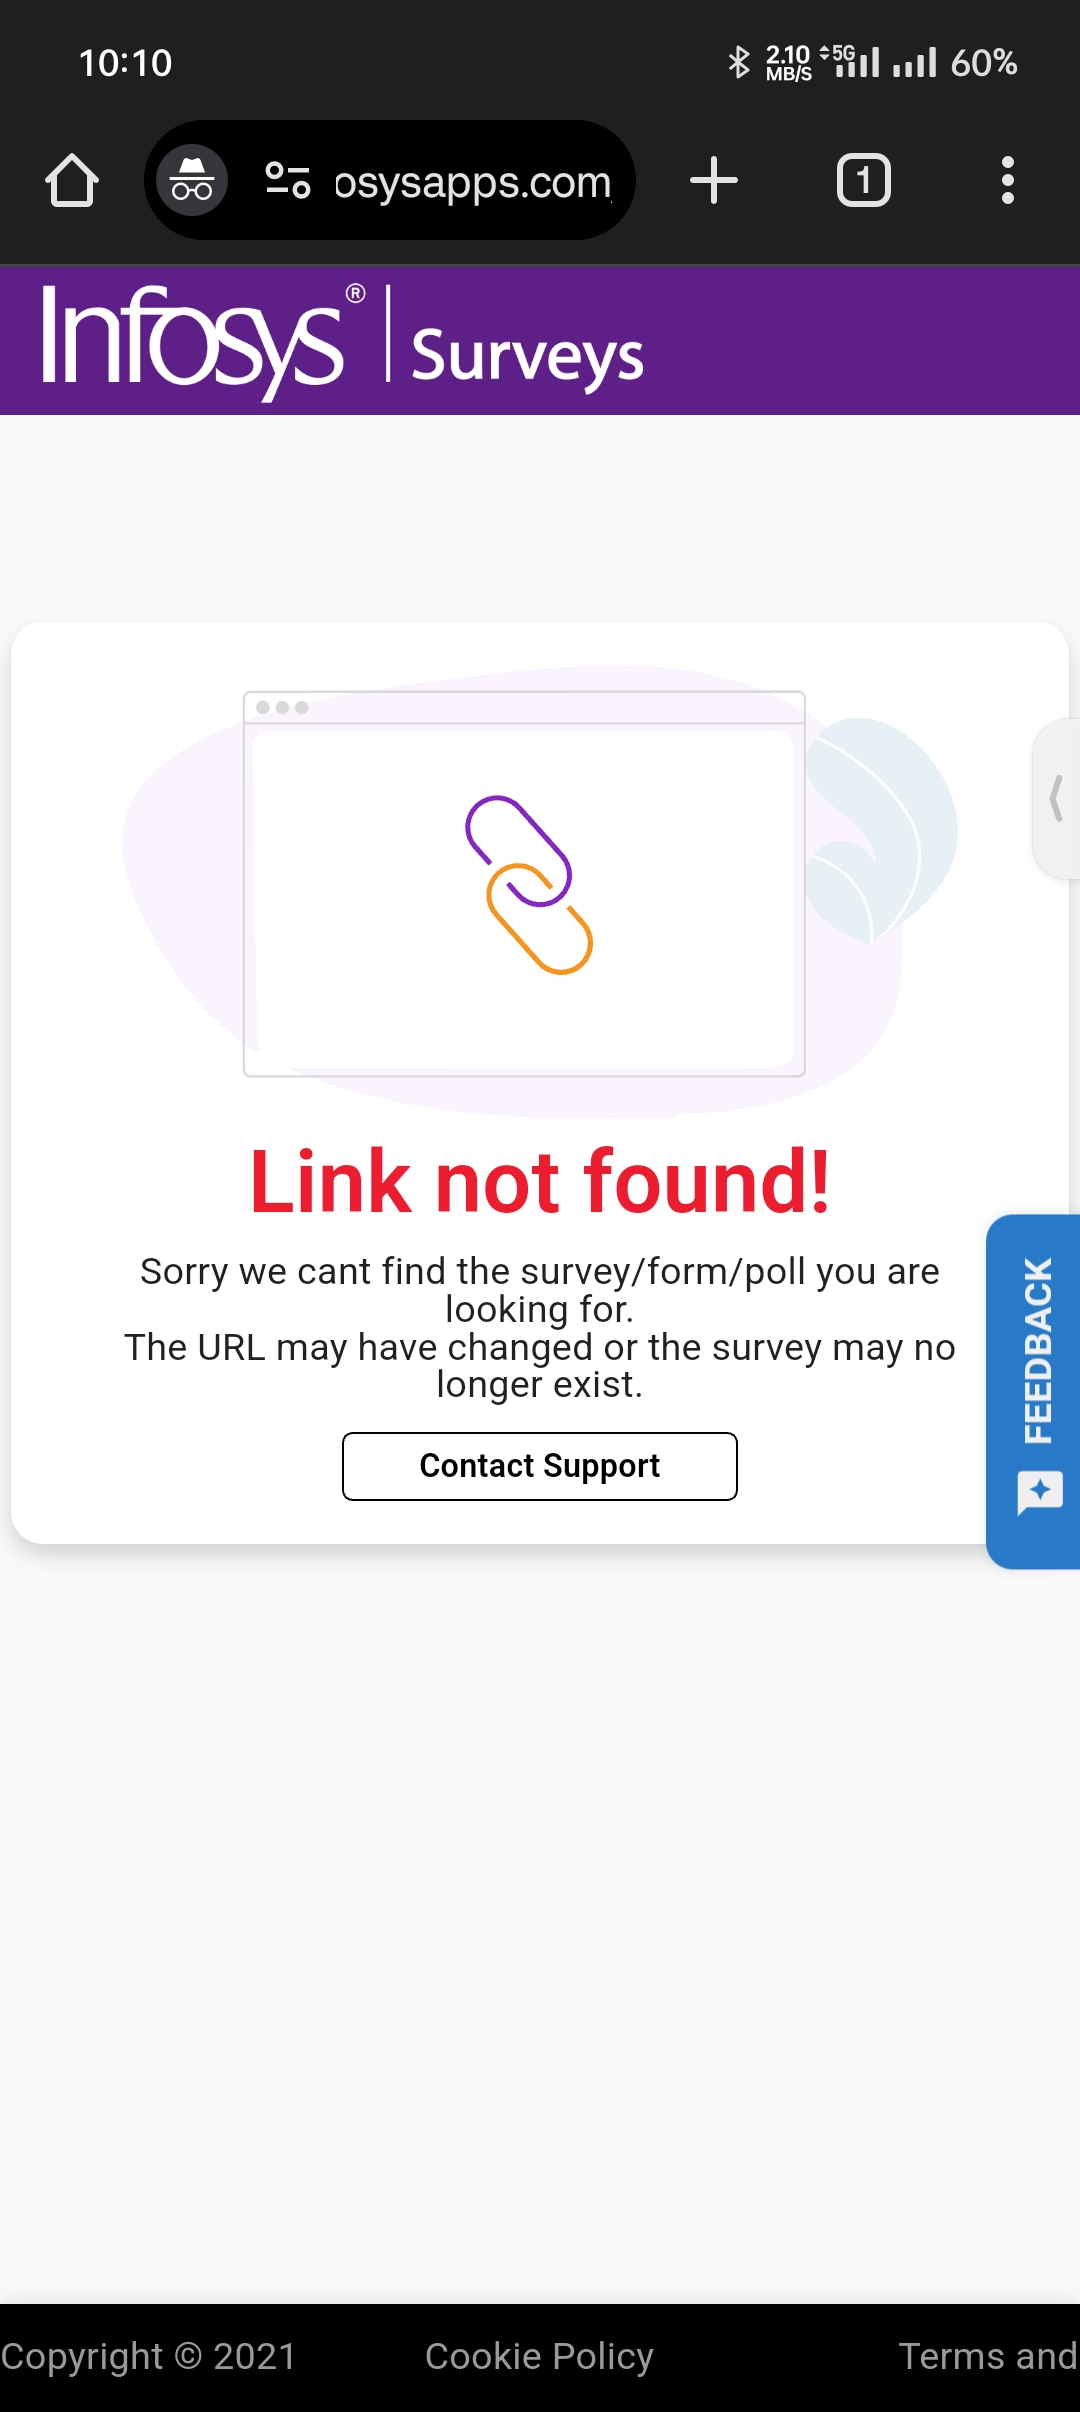 10:10
2.10 MB/S 5G 60%
osysapps.com
1
Infosys® | Surveys
Link not found!
Sorry we cant find the survey/form/poll you are
looking for.
The URL may have changed or the survey may no
longer exist.
Contact Support
FEEDBACK
Copyright © 2021 Cookie Policy Terms and